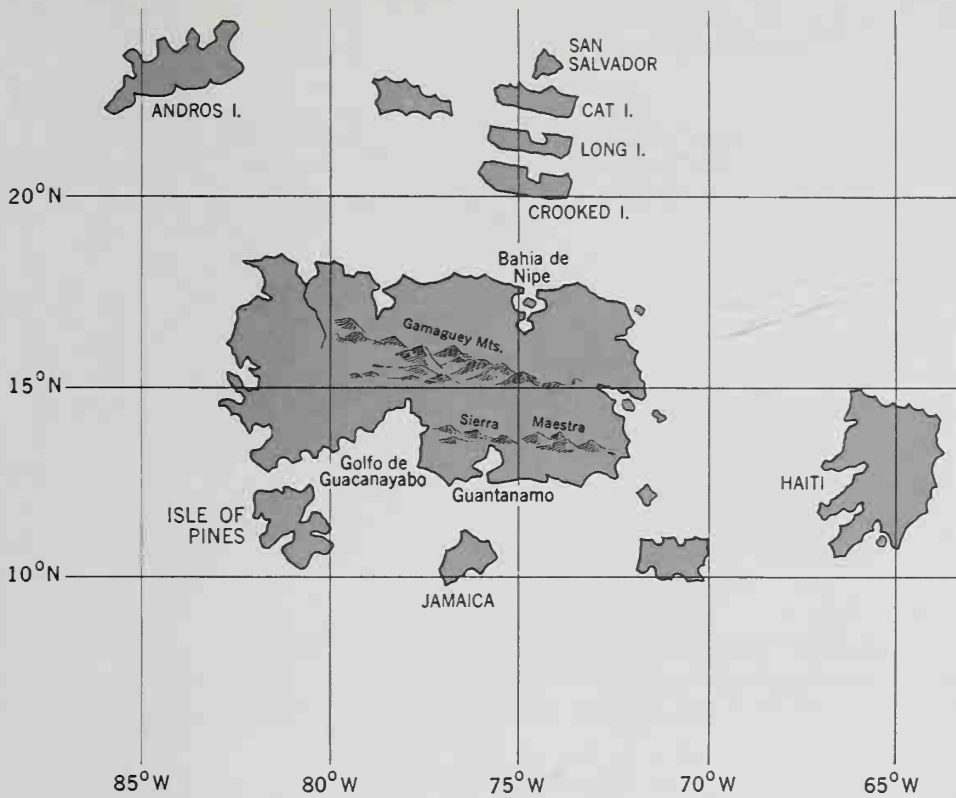 SAN
SALVADOR
ANDROS I.
CAT I.
LONG I.
20°N
CROOKED I.
Bahia de
Nipe
Gamaguey Mts.
15°N
Sierra Maestra
Golfo de
Guacanayabo
Guantanamo
HAITI
ISLE OF
PINES
10°N
JAMAICA
85°W 80°W 75°W 70°W 65°W